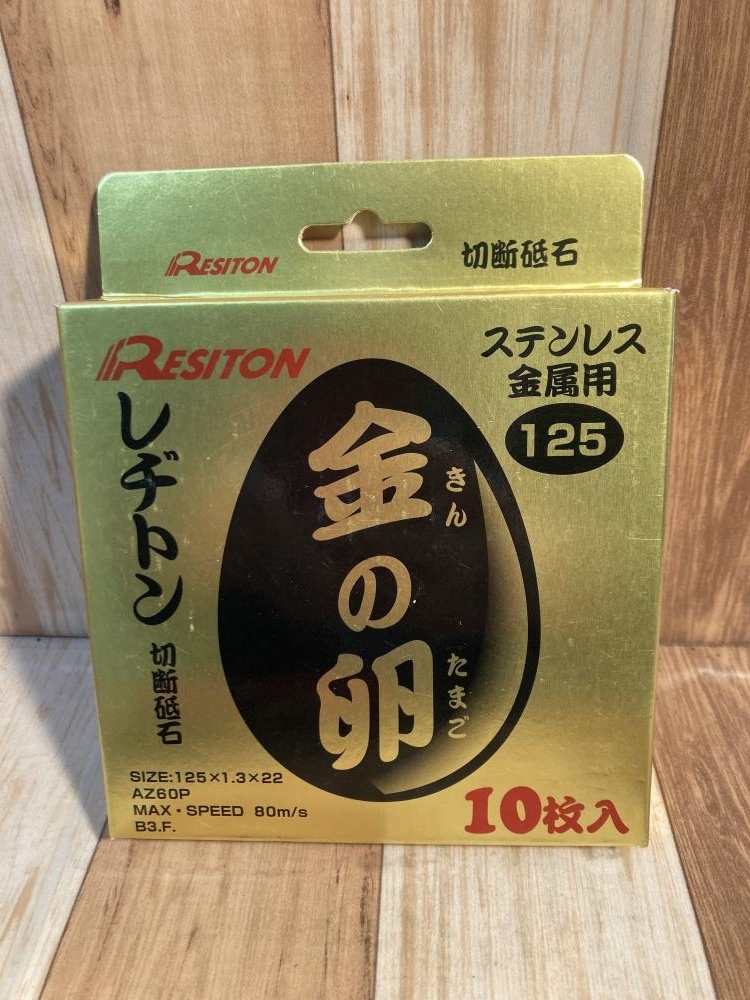 RESITON
切断砥石
RESITON
ステンレス
金属用
125
レヂトン
切断砥石
金の卵
きん
たまご
SIZE:125×1.3×22
AZ60P
MAX・SPEED 80m/s
B3.F.
10枚入